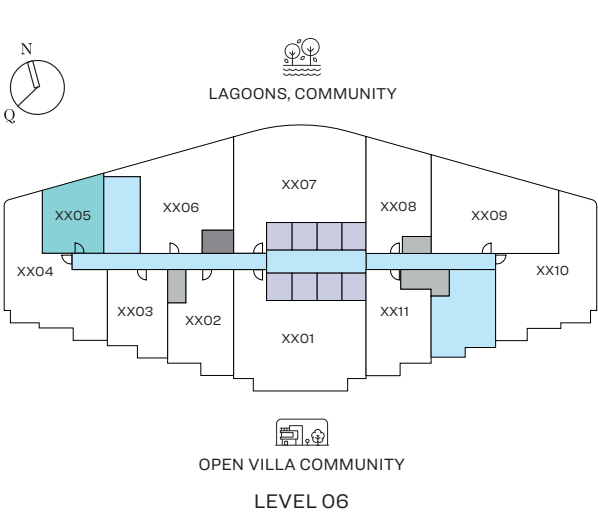 N
Q
LAGOONS, COMMUNITY
XX07
XX05
XX06
XX08
XX09
XX04
XX10
XX03
XX02
XX01
XX11
OPEN VILLA COMMUNITY
LEVEL 06